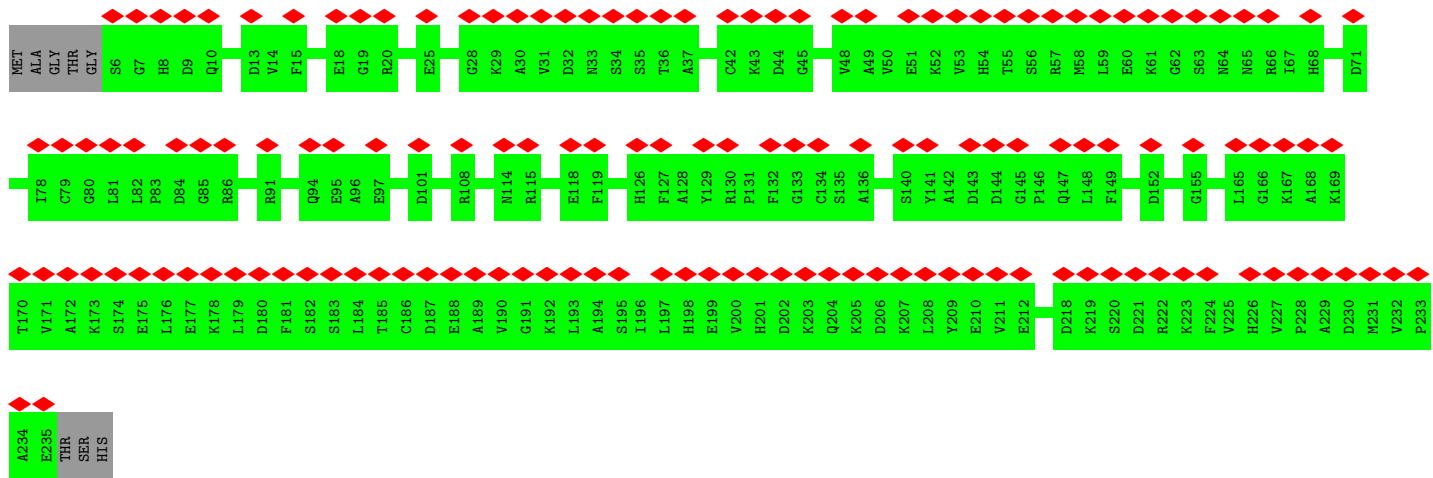 MET ALA GLY THR GLY S6 G7 H8 D9 Q10 D13 V14 F15 E18 G19 R20 E25 G28 K29 A30 V31 D32 N33 S34 S35 T36 A37 C42 K43 D44 G45 V48 A49 V50 E51 K52 V53 H54 T55 S56 R57 M58 L59 E60 K61 G62 S63 N64 N65 R66 I67 H68 D71
I78 C79 G80 L81 L82 P83 D84 G85 R86 R91 Q94 E95 A96 E97 D101 R108 N114 R115 E118 F119 H126 F127 A128 Y129 R130 P131 F132 G133 C134 S135 A136 S140 Y141 A142 D143 D144 G145 P146 Q147 L148 F149 D152 G155 L165 G166 K167 A168 K169
T170 V171 A172 K173 S174 E175 L176 E177 K178 L179 D180 F181 S182 S183 L184 T185 C186 D187 E188 A189 V190 G191 K192 L193 A194 S195 I196 L197 H198 E199 V200 H201 D202 K203 Q204 K205 D206 K207 L208 Y209 E210 V211 E212 D218 K219 S220 D221 R222 K223 F224 V225 H226 V227 P228 A229 D230 M231 V232 P233
A234 E235 THR SER HIS